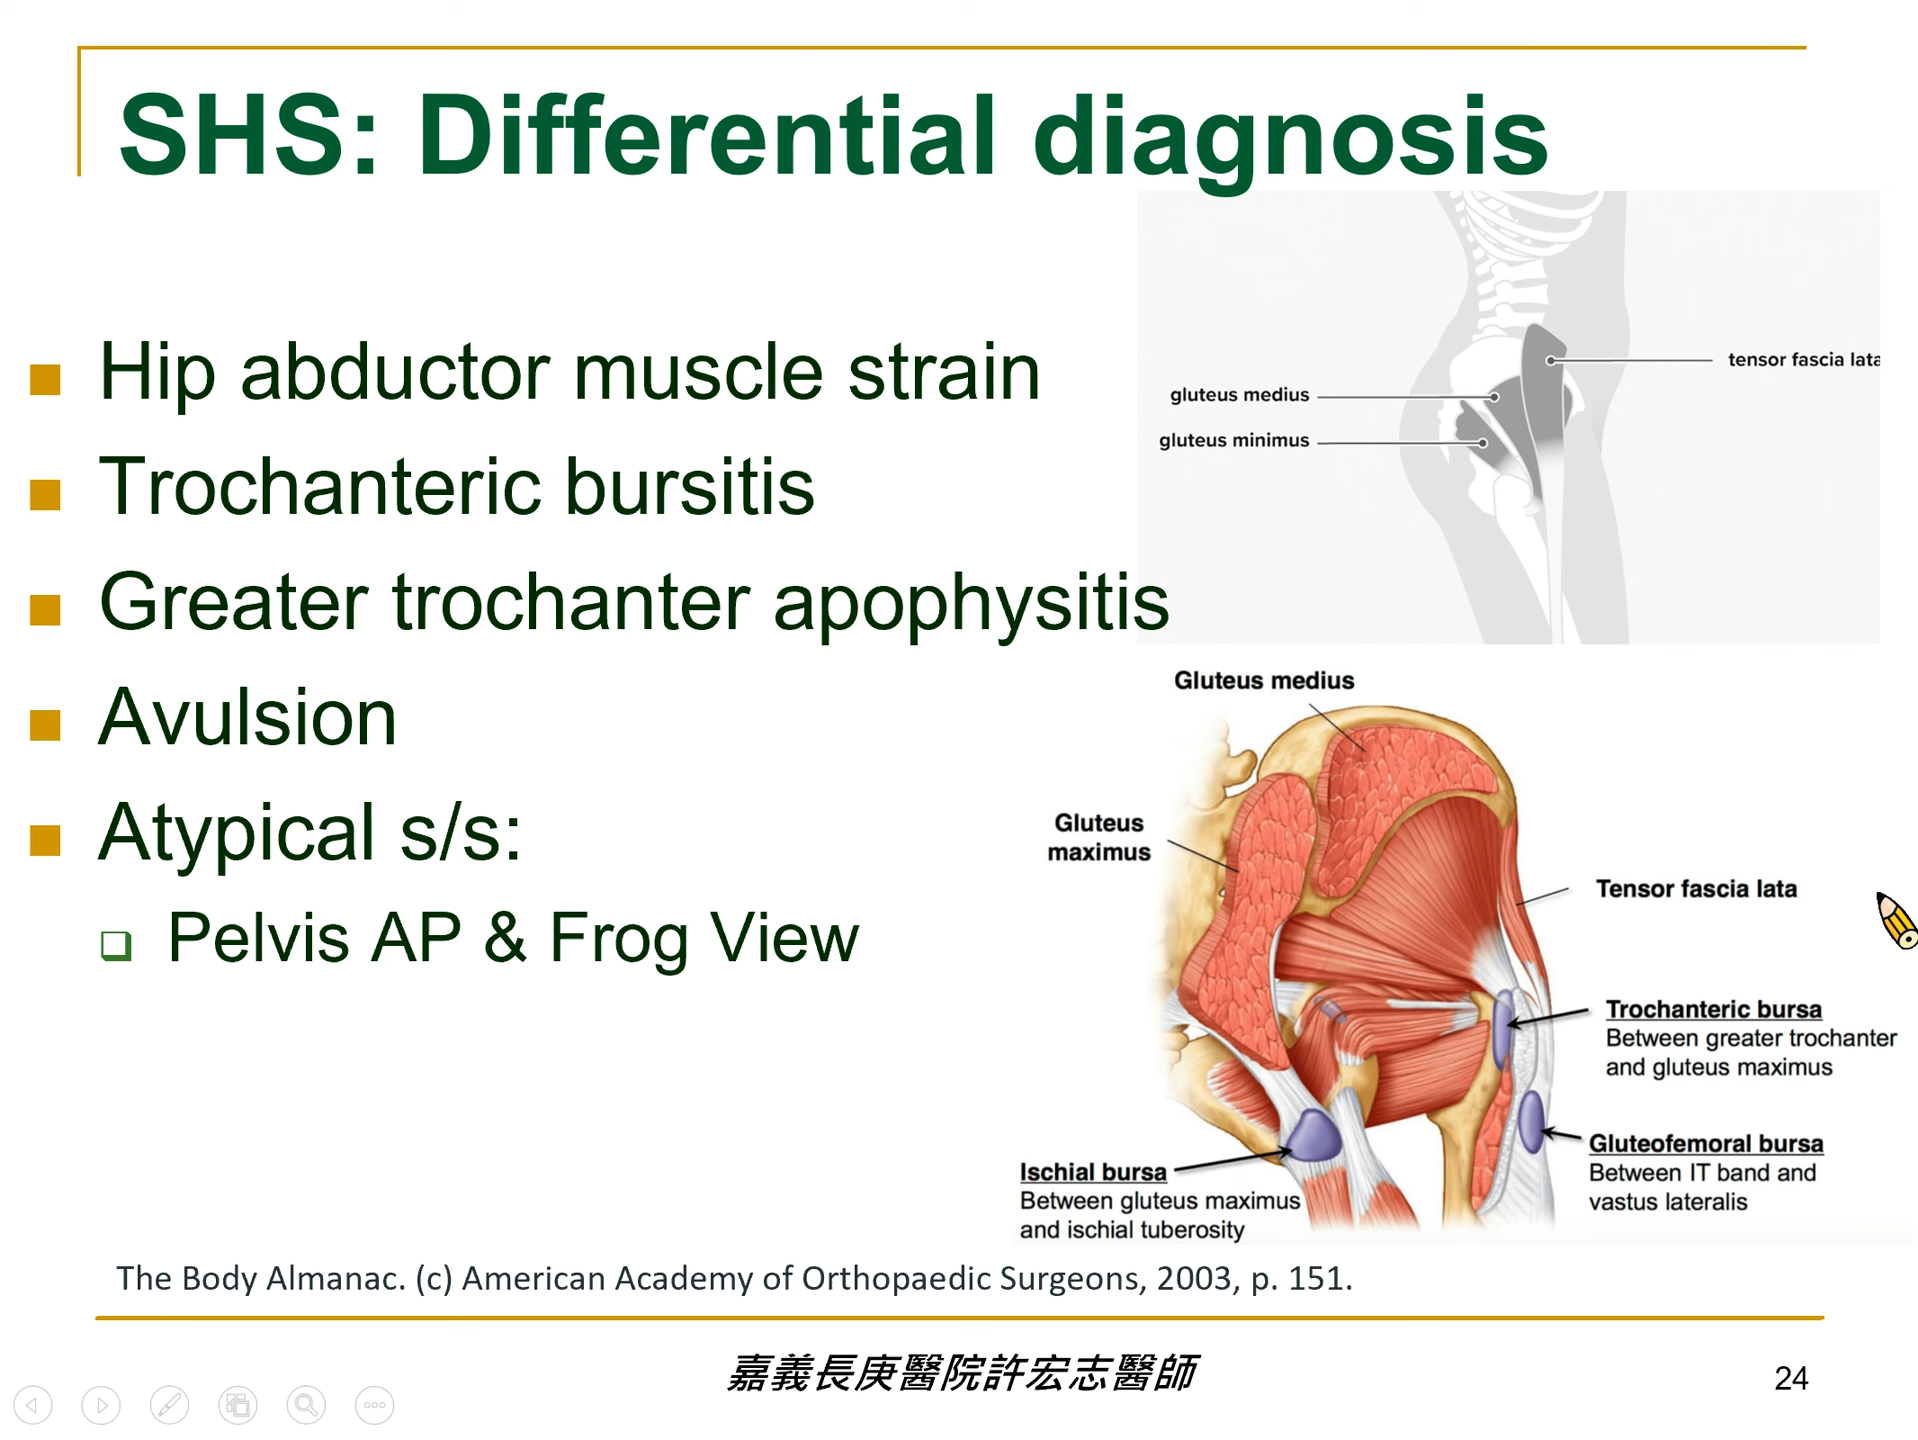 SHS: Differential diagnosis
Hip abductor muscle strain
Trochanteric bursitis
Greater trochanter apophysitis
Avulsion
Atypical s/s:
Pelvis AP & Frog View
tensor fascia lata
gluteus medius
gluteus minimus
Gluteus medius
Gluteus
maximus
Tensor fascia lata
Trochanteric bursa
Between greater trochanter
and gluteus maximus
Gluteofemoral bursa
Between IT band and
vastus lateralis
Ischial bursa
Between gluteus maximus
and ischial tuberosity
The Body Almanac. (c) American Academy of Orthopaedic Surgeons, 2003, p. 151.
嘉義長庚醫院許宏志醫師
24